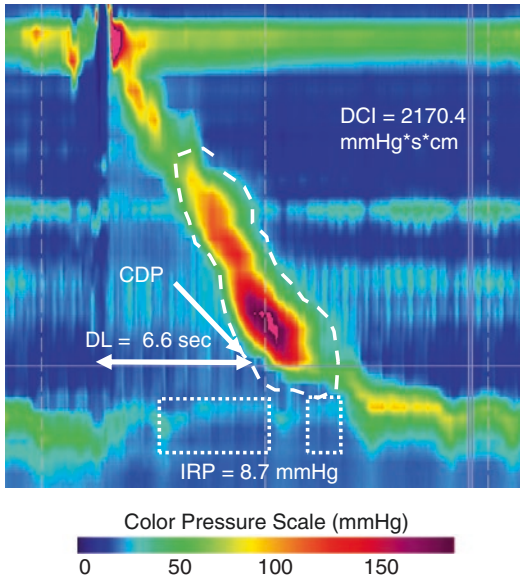 DCI = 2170.4
mmHg*s*cm
CDP
DL = 6.6 sec
IRP = 8.7 mmHg
Color Pressure Scale (mmHg)
0 50 100 150